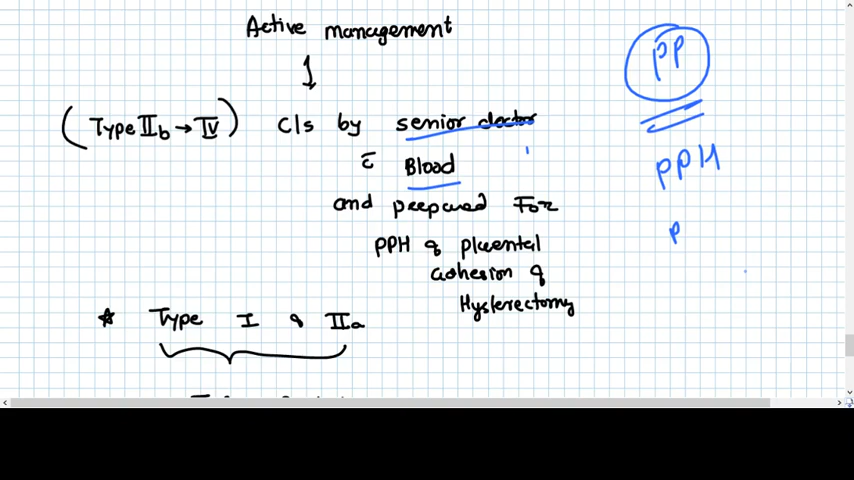 Active management
(Type IIb → IV) C/s by senior doctor
c̄ Blood
and prepared For
PPH & placental
adhesion &
Hysterectomy
* Type I & IIa
PP
PPH
P